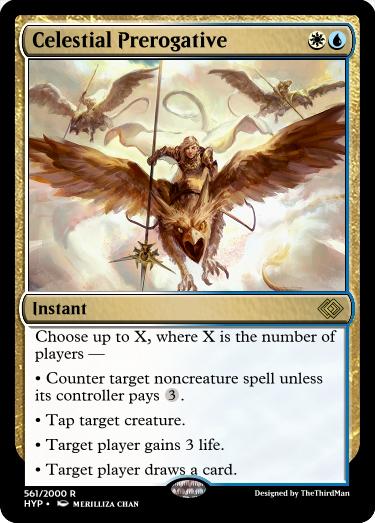 Celestial Prerogative
Instant
Choose up to X, where X is the number of
players —
• Counter target noncreature spell unless
its controller pays 3.
• Tap target creature.
• Target player gains 3 life.
• Target player draws a card.
561/2000 R
HYP • MERILLIZA CHAN
Designed by TheThirdMan